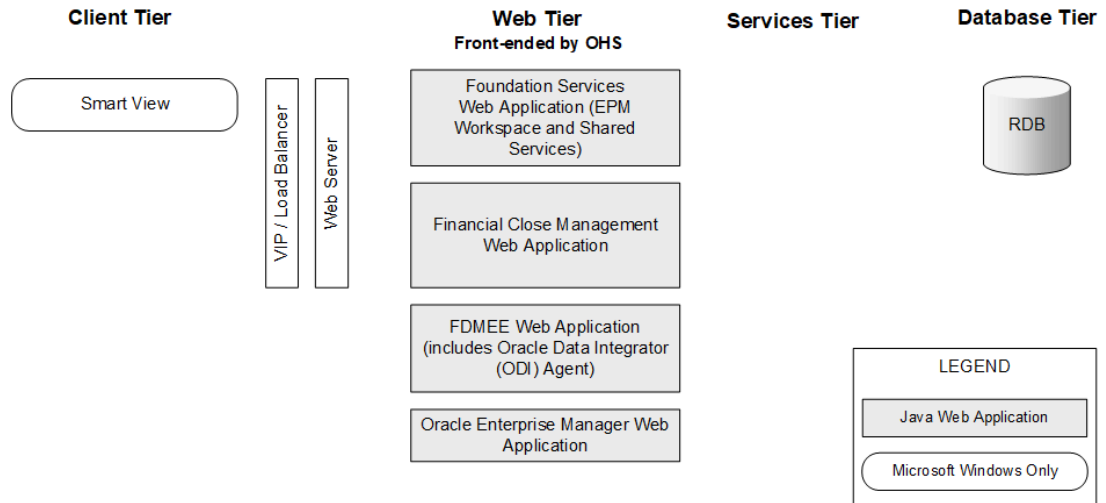 Client Tier
Web Tier
Front-ended by OHS
Services Tier
Database Tier
Smart View
VIP / Load Balancer
Web Server
Foundation Services
Web Application (EPM
Workspace and Shared
Services)
Financial Close Management
Web Application
FDMEE Web Application
(includes Oracle Data Integrator
(ODI) Agent)
Oracle Enterprise Manager Web
Application
RDB
LEGEND
Java Web Application
Microsoft Windows Only